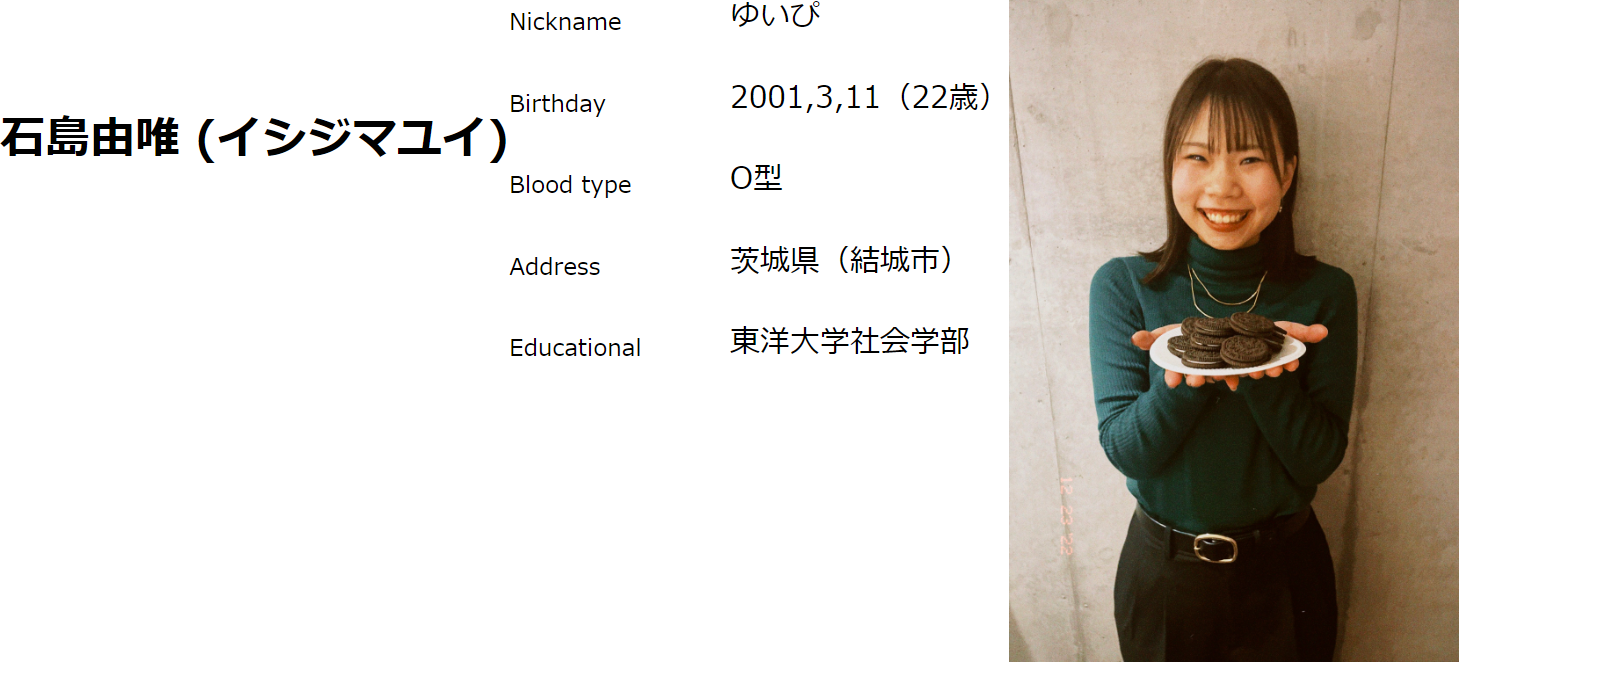 石島由唯 (イシジマユイ)
Nickname ゆいぴ
Birthday 2001,3,11（22歳）
Blood type O型
Address 茨城県（結城市）
Educational 東洋大学社会学部
12 23 23